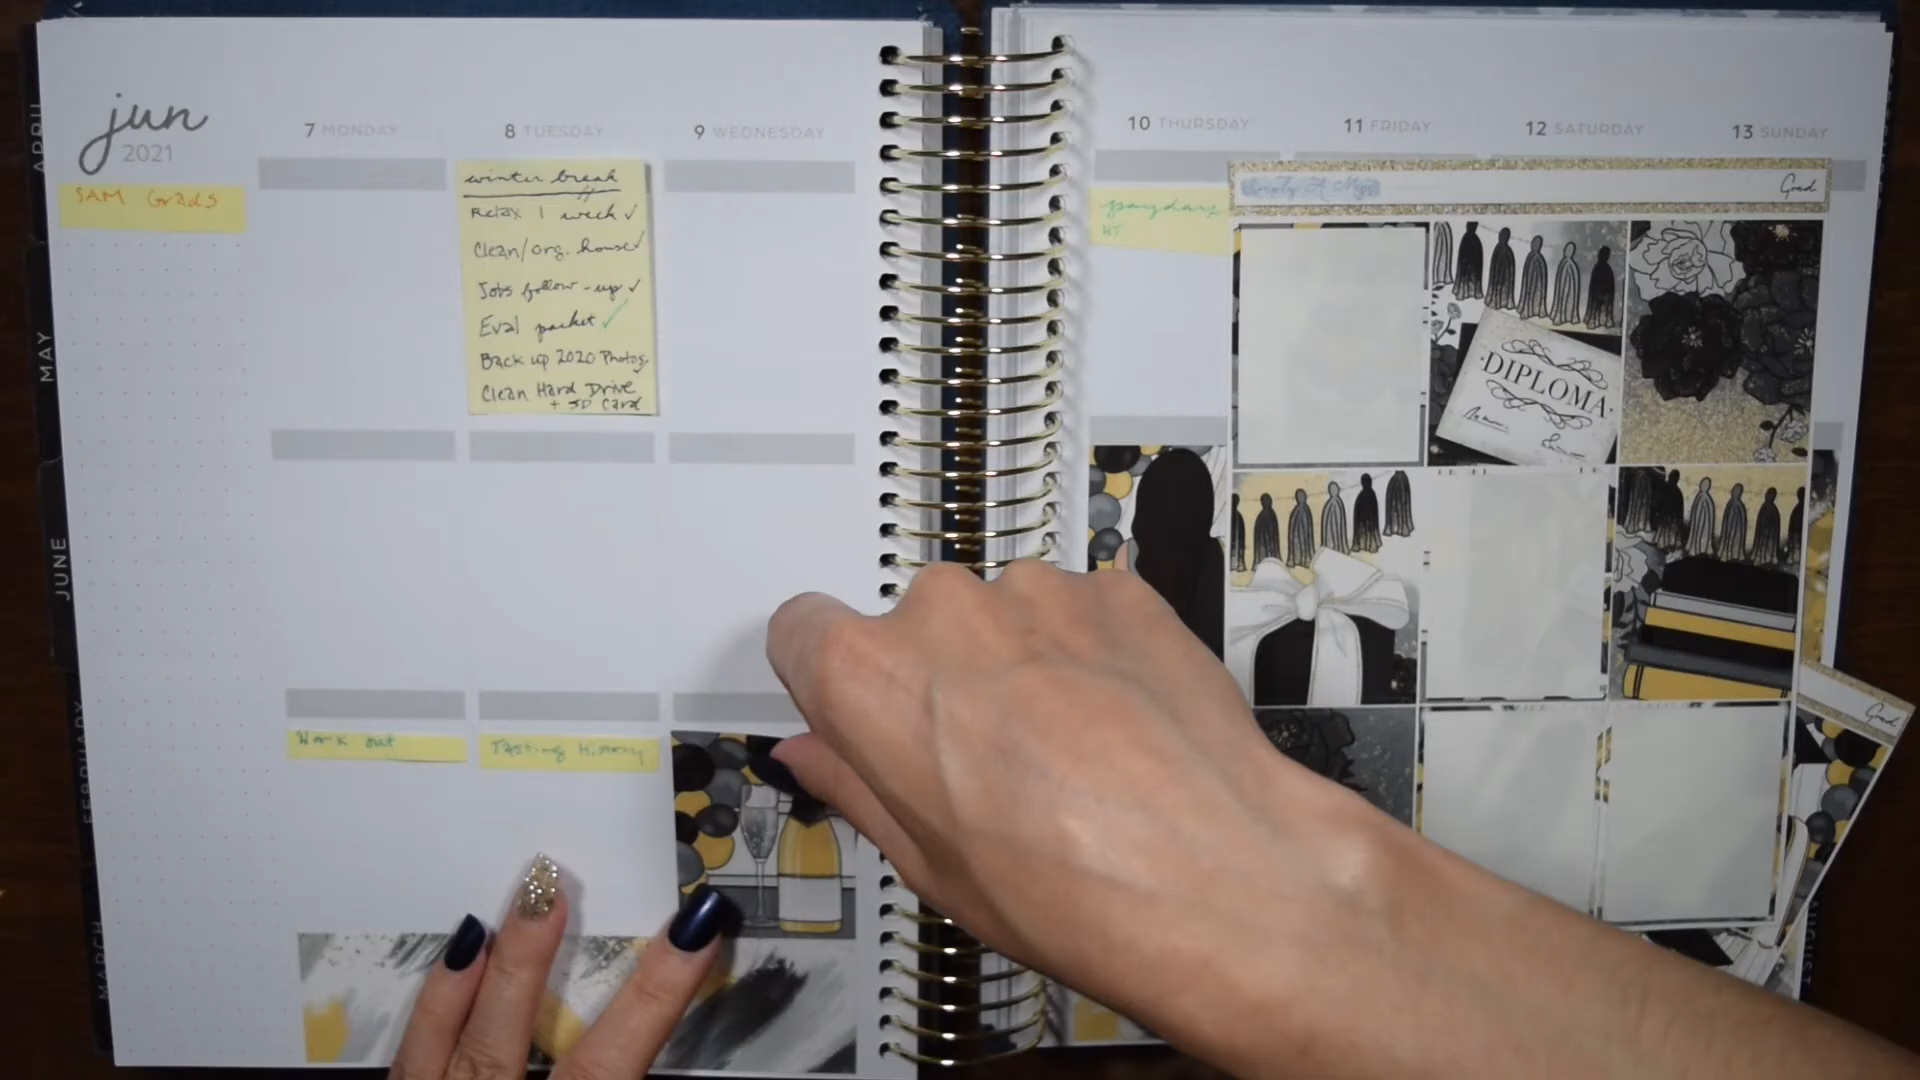 jun
2021
SAM Grads
7 MONDAY
8 TUESDAY
9 WEDNESDAY
winter break
Relax 1 week ✓
Clean/org. house ✓
Jobs follow-up ✓
Eval packet ✓
Back up 2020 Photos
Clean Hard Drive
+ SD Card
Work out
Tasting History
10 THURSDAY
11 FRIDAY
12 SATURDAY
13 SUNDAY
payday
Grad
DIPLOMA
Grad
APRIL
MAY
JUNE
FEBRUARY
MARCH
AUGUST